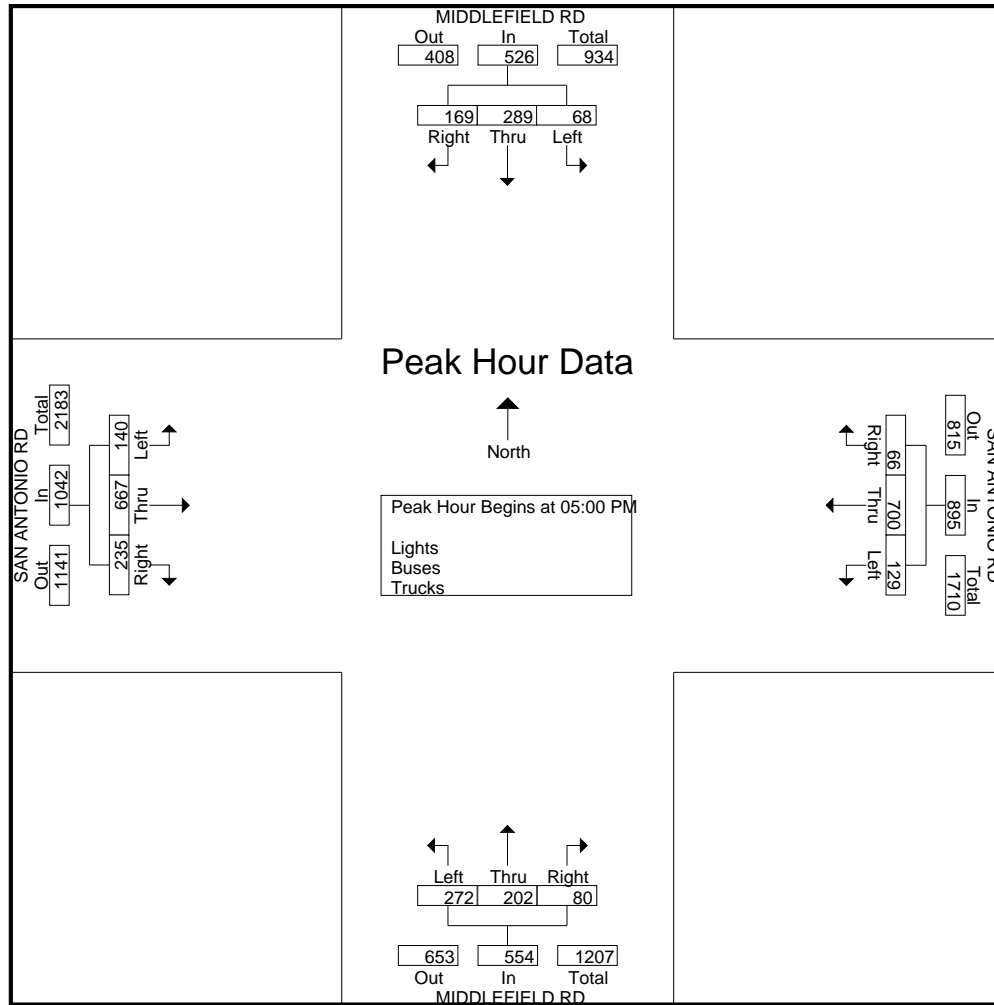 MIDDLEFIELD RD
Out In Total
408 526 934
169 289 68
Right Thru Left
Peak Hour Data
North
Peak Hour Begins at 05:00 PM
Lights
Buses
Trucks
SAN ANTONIO RD
Out In Total
1141 1042 2183
235 667 140
Right Thru Left
SAN ANTONIO RD
Out In Total
815 895 1710
66 700 129
Right Thru Left
Left Thru Right
272 202 80
653 554 1207
Out In Total
MIDDLEFIELD RD